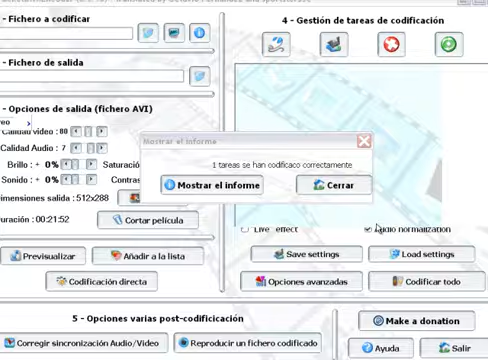 - Fichero a codificar
4 - Gestión de tareas de codificación
- Fichero de salida
- Opciones de salida (fichero AVI)
eo
Calidad video : 80
Calidad Audio : 7
Brillo : + 0% Saturació
Sonido : + 0% Contras
imensiones salida : 512x288
uración : 00:21:52
Cortar película
Mostrar el informe
1 tareas se han codificaco correctamente
Mostrar el informe
Cerrar
Live effect
Audio normalization
Previsualizar
Añadir a la lista
Save settings
Load settings
Codificación directa
Opciones avanzadas
Codificar todo
5 - Opciones varias post-codificicación
Make a donation
Corregir sincronización Audio/Video
Reproducir un fichero codificado
Ayuda
Salir